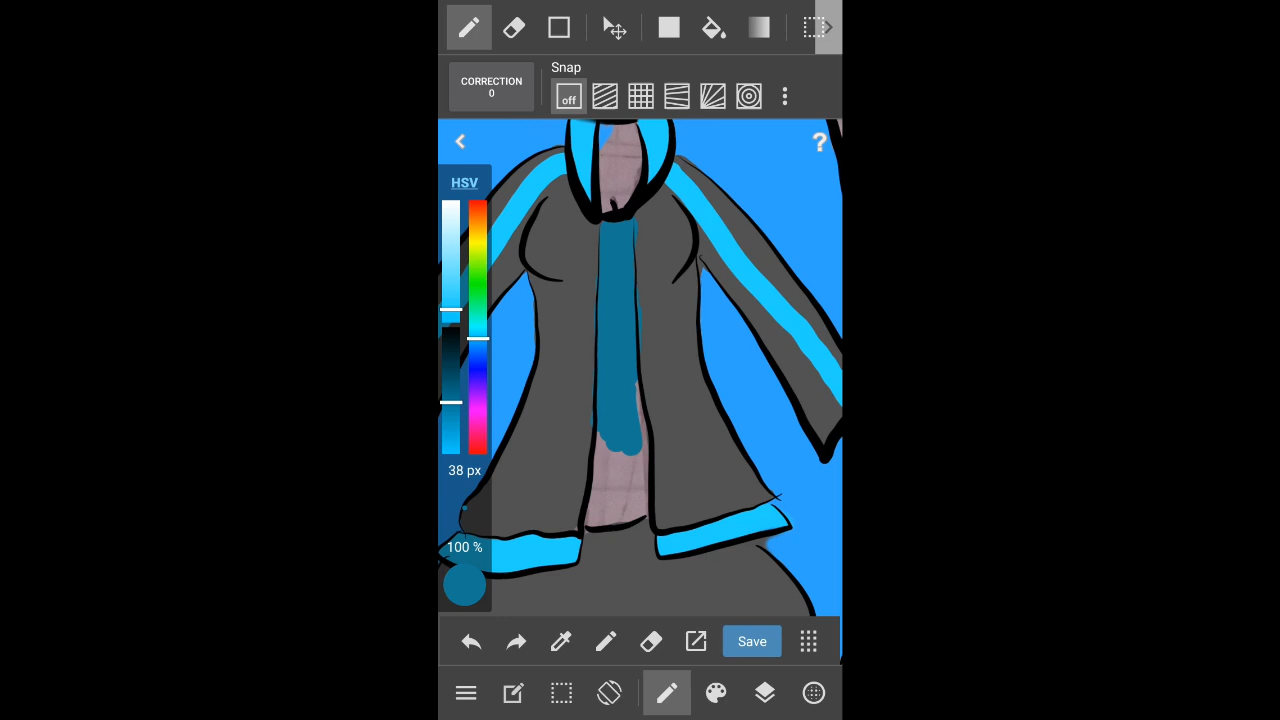 CORRECTION
0
Snap
off
?
HSV
38 px
100 %
Save